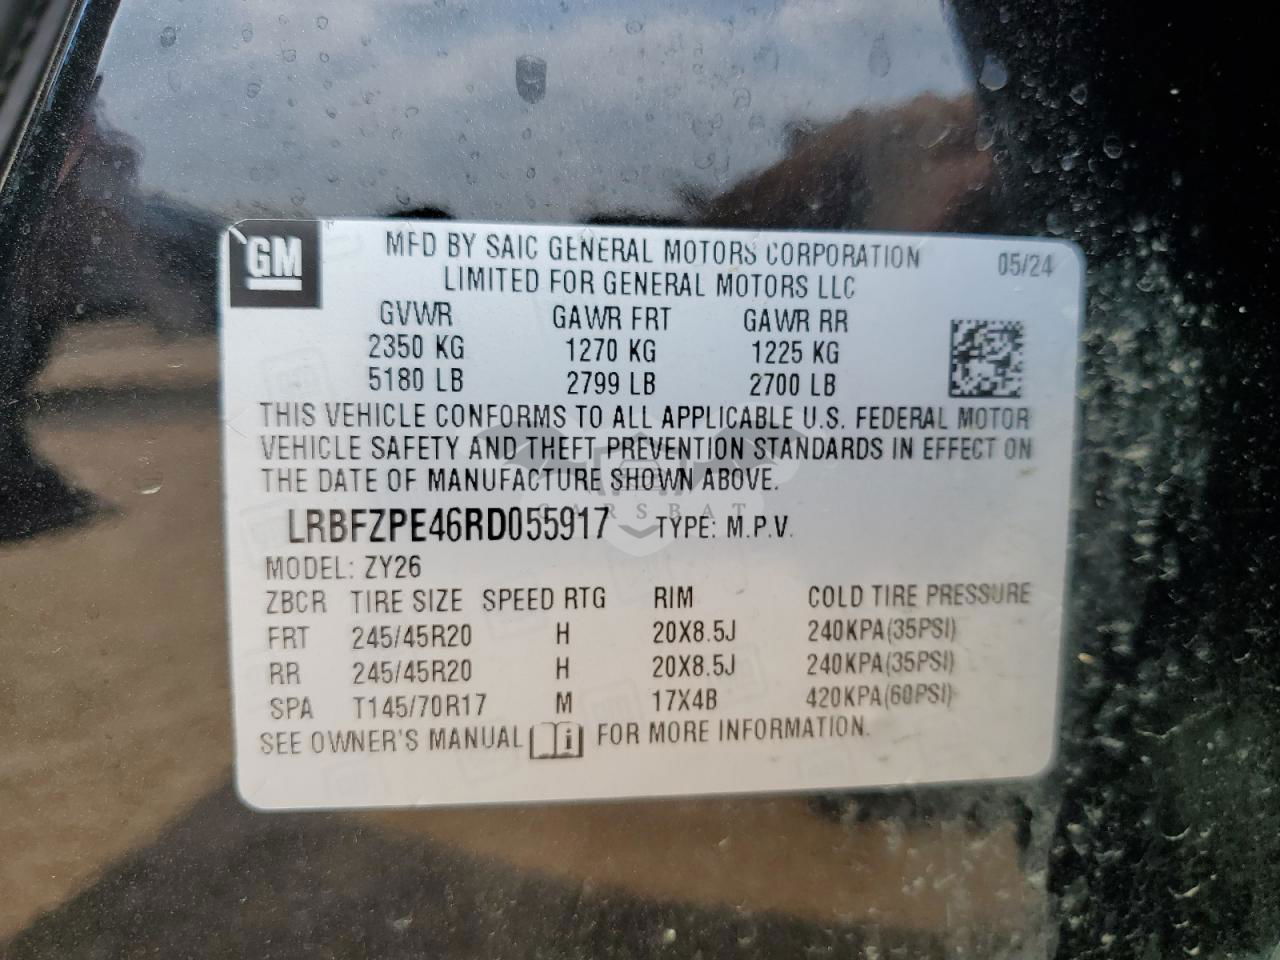 GM
MFD BY SAIC GENERAL MOTORS CORPORATION
LIMITED FOR GENERAL MOTORS LLC
05/24
GVWR GAWR FRT GAWR RR
2350 KG 1270 KG 1225 KG
5180 LB 2799 LB 2700 LB
THIS VEHICLE CONFORMS TO ALL APPLICABLE U.S. FEDERAL MOTOR
VEHICLE SAFETY AND THEFT PREVENTION STANDARDS IN EFFECT ON
THE DATE OF MANUFACTURE SHOWN ABOVE.
CARSBAT
LRBFZPE46RD055917 TYPE: M.P.V.
MODEL: ZY26
ZBCR TIRE SIZE SPEED RTG RIM COLD TIRE PRESSURE
FRT 245/45R20 H 20X8.5J 240KPA(35PSI)
RR 245/45R20 H 20X8.5J 240KPA(35PSI)
SPA T145/70R17 M 17X4B 420KPA(60PSI)
SEE OWNER'S MANUAL i FOR MORE INFORMATION.